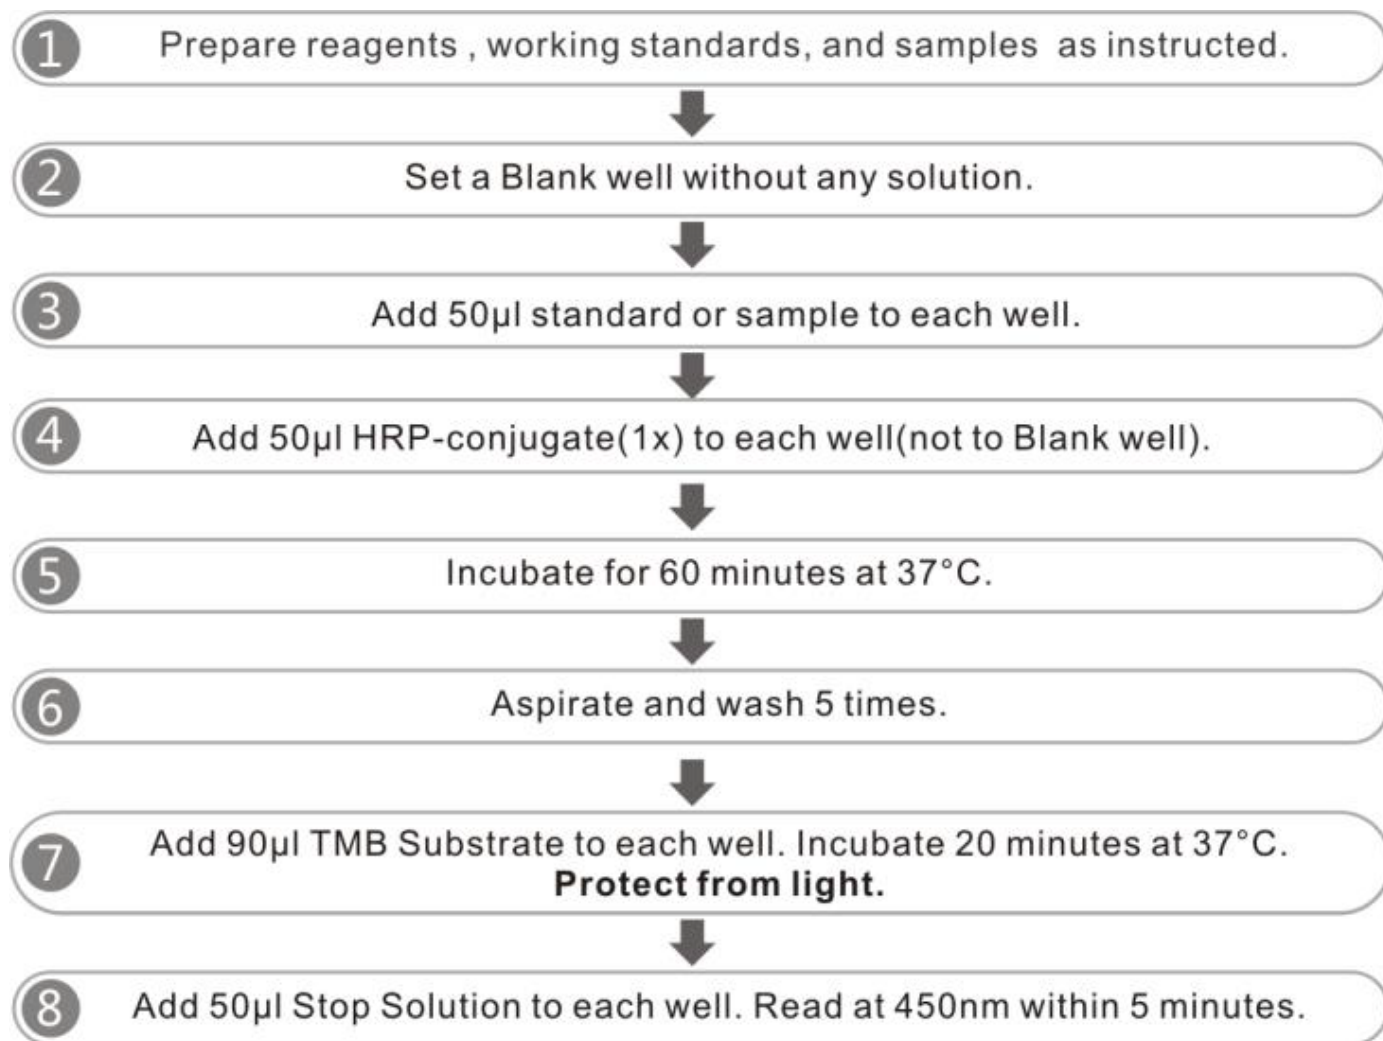 1 Prepare reagents , working standards, and samples as instructed.
2 Set a Blank well without any solution.
3 Add 50μl standard or sample to each well.
4 Add 50μl HRP-conjugate(1x) to each well(not to Blank well).
5 Incubate for 60 minutes at 37°C.
6 Aspirate and wash 5 times.
7 Add 90μl TMB Substrate to each well. Incubate 20 minutes at 37°C.
Protect from light.
8 Add 50μl Stop Solution to each well. Read at 450nm within 5 minutes.